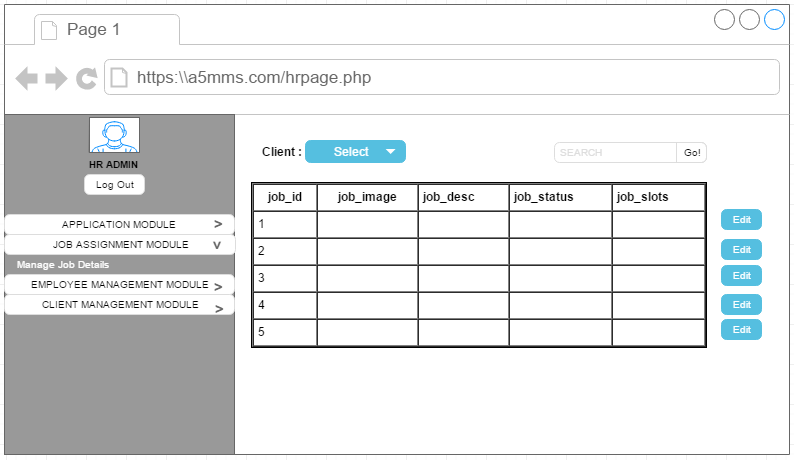 Page 1
https:\\a5mms.com/hrpage.php
HR ADMIN
Log Out
APPLICATION MODULE >
JOB ASSIGNMENT MODULE v
Manage Job Details
EMPLOYEE MANAGEMENT MODULE >
CLIENT MANAGEMENT MODULE >
Client : Select SEARCH Go!
job_id job_image job_desc job_status job_slots
1 Edit
2 Edit
3 Edit
4 Edit
5 Edit